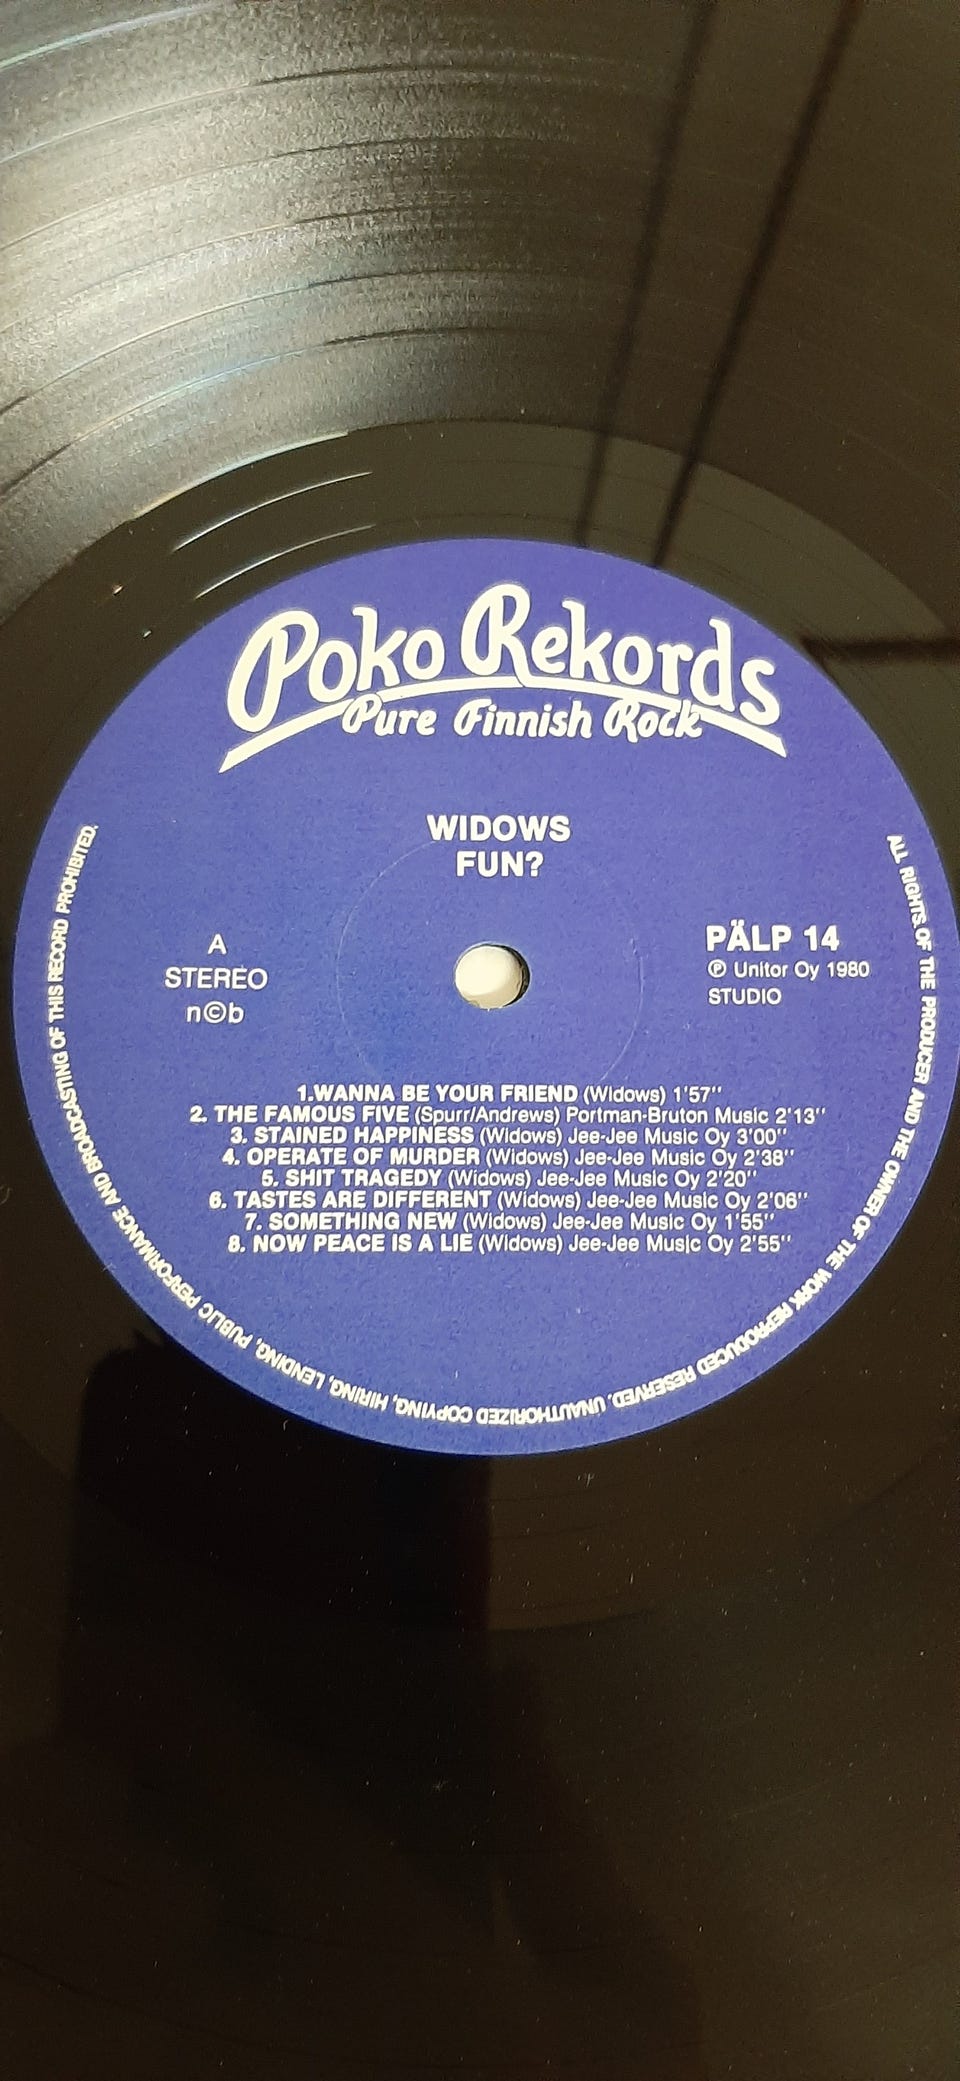 Poko Rekords
Pure Finnish Rock
WIDOWS
FUN?
A
STEREO
n©b
PÄLP 14
℗ Unitor Oy 1980
STUDIO
1.WANNA BE YOUR FRIEND (Widows) 1'57''
2. THE FAMOUS FIVE (Spurr/Andrews) Portman-Bruton Music 2'13''
3. STAINED HAPPINESS (Widows) Jee-Jee Music Oy 3'00''
4. OPERATE OF MURDER (Widows) Jee-Jee Music Oy 2'38''
5. SHIT TRAGEDY (Widows) Jee-Jee Music Oy 2'20''
6. TASTES ARE DIFFERENT (Widows) Jee-Jee Music Oy 2'06''
7. SOMETHING NEW (Widows) Jee-Jee Music Oy 1'55''
8. NOW PEACE IS A LIE (Widows) Jee-Jee Music Oy 2'55''
ALL RIGHTS OF THE PRODUCER AND THE OWNER OF THE WORK REPRODUCED RESERVED. UNAUTHORIZED COPYING, HIRING, LENDING, PUBLIC PERFORMANCE AND BROADCASTING OF THIS RECORD PROHIBITED.